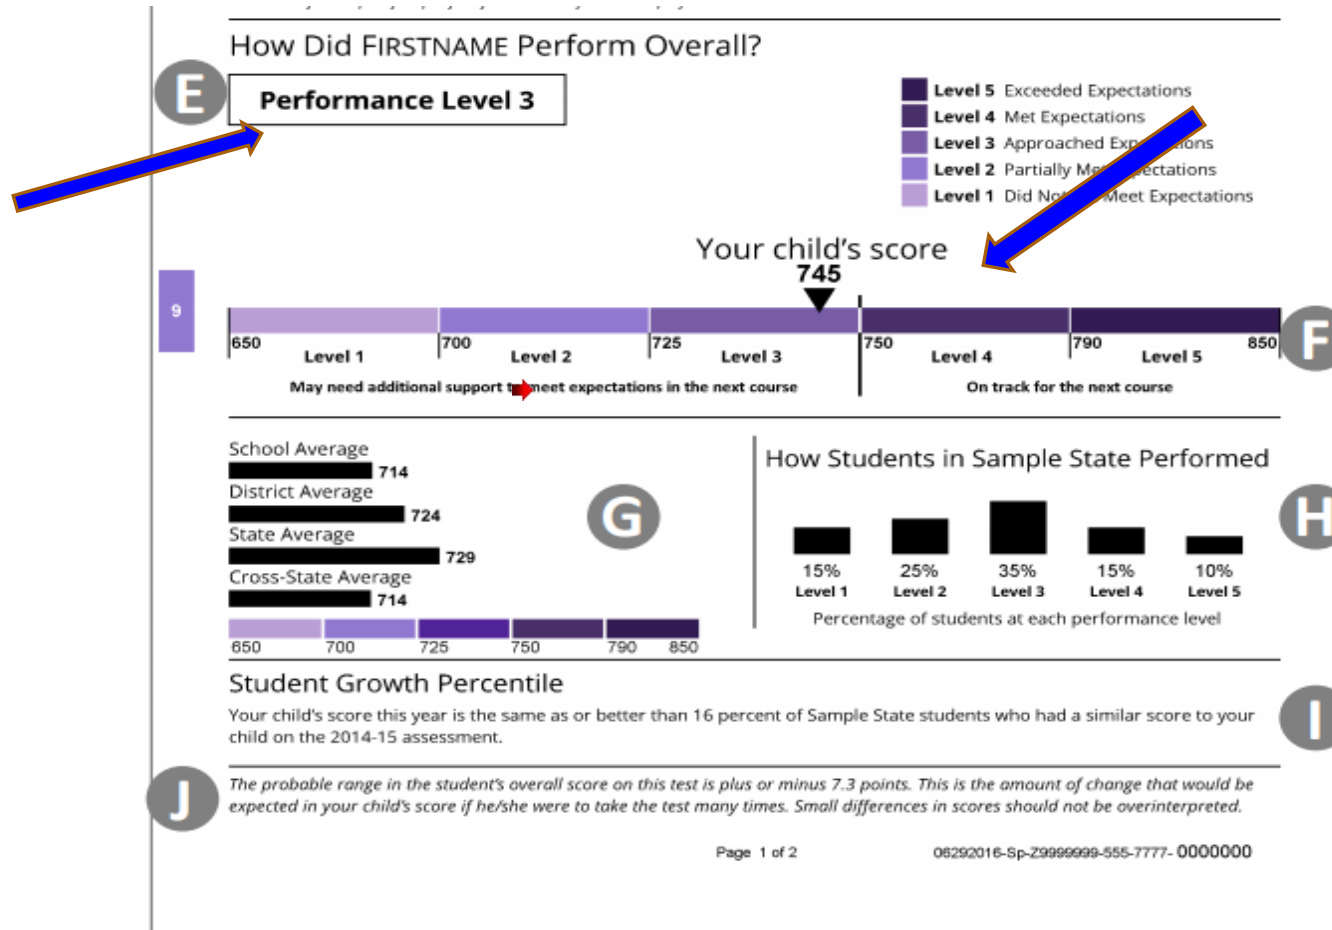 How Did FIRSTNAME Perform Overall?
E
Performance Level 3
Level 5 Exceeded Expectations
Level 4 Met Expectations
Level 3 Approached
Level 2 Partially
Level 1 Did Meet Expectations
Your child's score
745
9
650 700 725 750 790 850
F
Level 1 Level 2 Level 3 Level 4 Level 5
May need additional support meet expectations in the next course On track for the next course
School Average
714
District Average
724
State Average
729
Cross-State Average
714
650 700 725 750 790 850
G
How Students in Sample State Performed
H
15% 25% 35% 15% 10%
Level 1 Level 2 Level 3 Level 4 Level 5
Percentage of students at each performance level
Student Growth Percentile
Your child's score this year is the same as or better than 16 percent of Sample State students who had a similar score to your
child on the 2014-15 assessment.
I
J
The probable range in the student's overall score on this test is plus or minus 7.3 points. This is the amount of change that would be
expected in your child's score if he/she were to take the test many times. Small differences in scores should not be overinterpreted.
Page 1 of 2 06292016-Sp-Z9999999-555-7777- 0000000